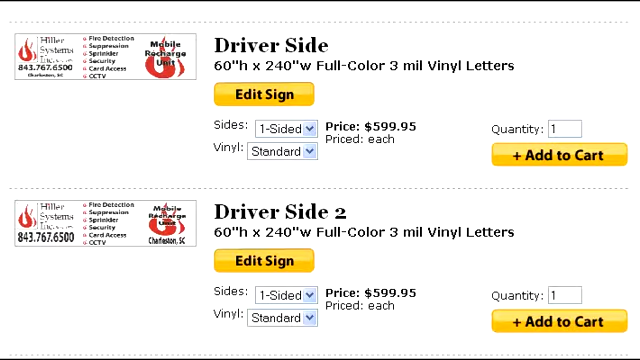 Hiller
Systems
Inc.
843.767.6500
Charleston, SC
Fire Detection
Suppression
Sprinkler
Security
Card Access
CCTV
Mobile
Recharge
Unit
Driver Side
60"h x 240"w Full-Color 3 mil Vinyl Letters
Edit Sign
Sides: 1-Sided Price: $599.95 Quantity: 1
Priced: each
Vinyl: Standard + Add to Cart
Hiller
Systems
Inc.
843.767.6500
Fire Detection
Suppression
Sprinkler
Security
Card Access
CCTV
Mobile
Recharge
Unit
Charleston, SC
Driver Side 2
60"h x 240"w Full-Color 3 mil Vinyl Letters
Edit Sign
Sides: 1-Sided Price: $599.95 Quantity: 1
Priced: each
Vinyl: Standard + Add to Cart